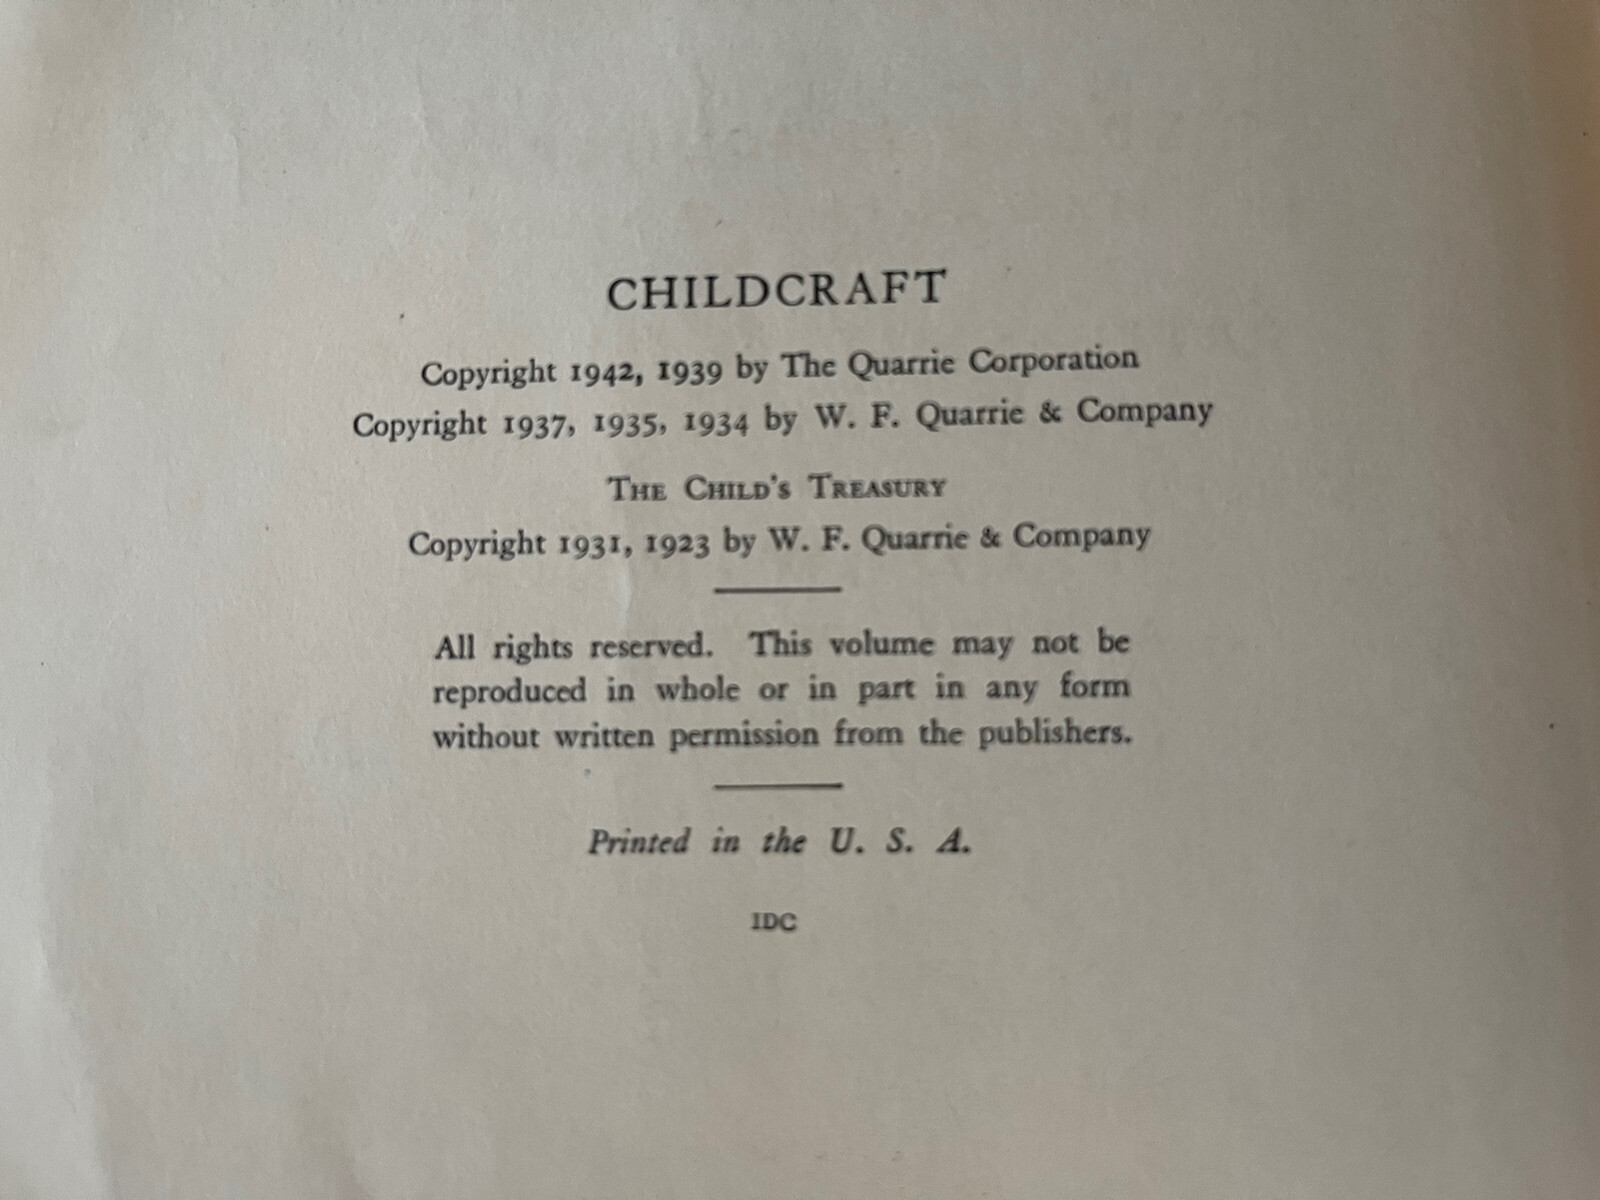 CHILDCRAFT
Copyright 1942, 1939 by The Quarrie Corporation
Copyright 1937, 1935, 1934 by W. F. Quarrie & Company
THE CHILD'S TREASURY
Copyright 1931, 1923 by W. F. Quarrie & Company
All rights reserved. This volume may not be
reproduced in whole or in part in any form
without written permission from the publishers.
Printed in the U. S. A.
IDC